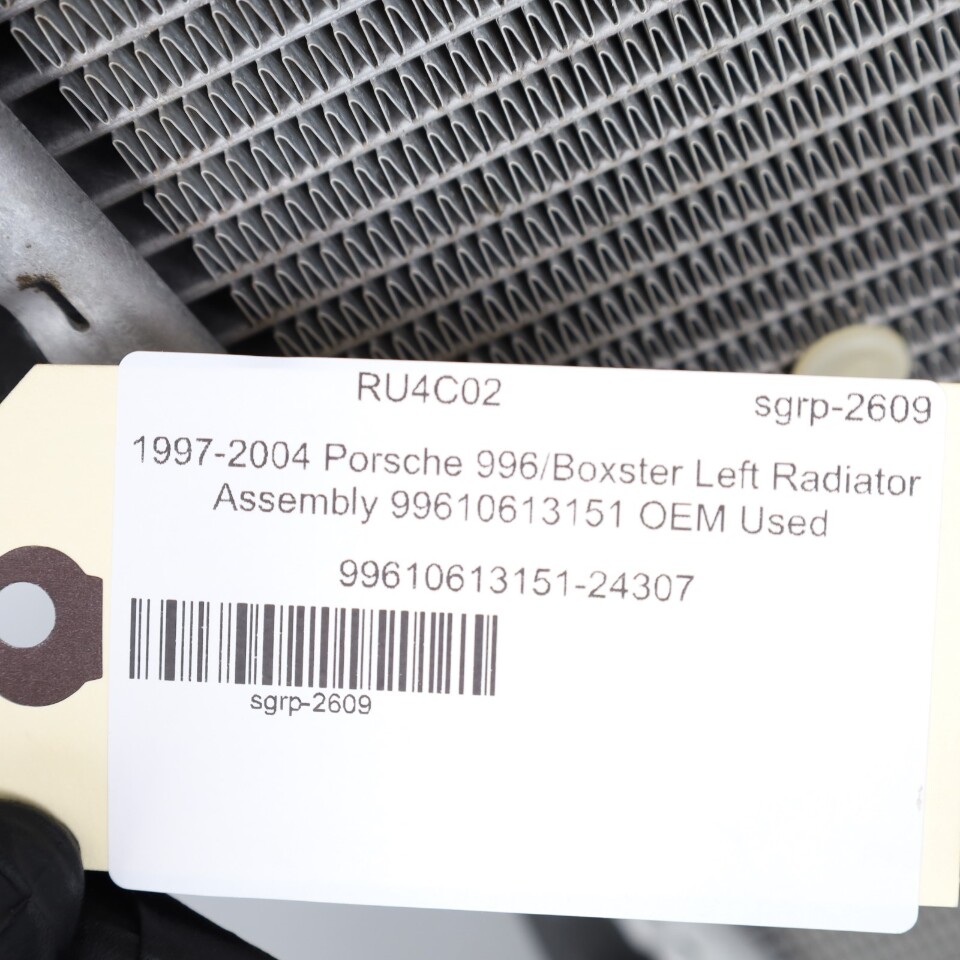 RU4C02 sgrp-2609
1997-2004 Porsche 996/Boxster Left Radiator
Assembly 99610613151 OEM Used
99610613151-24307
sgrp-2609